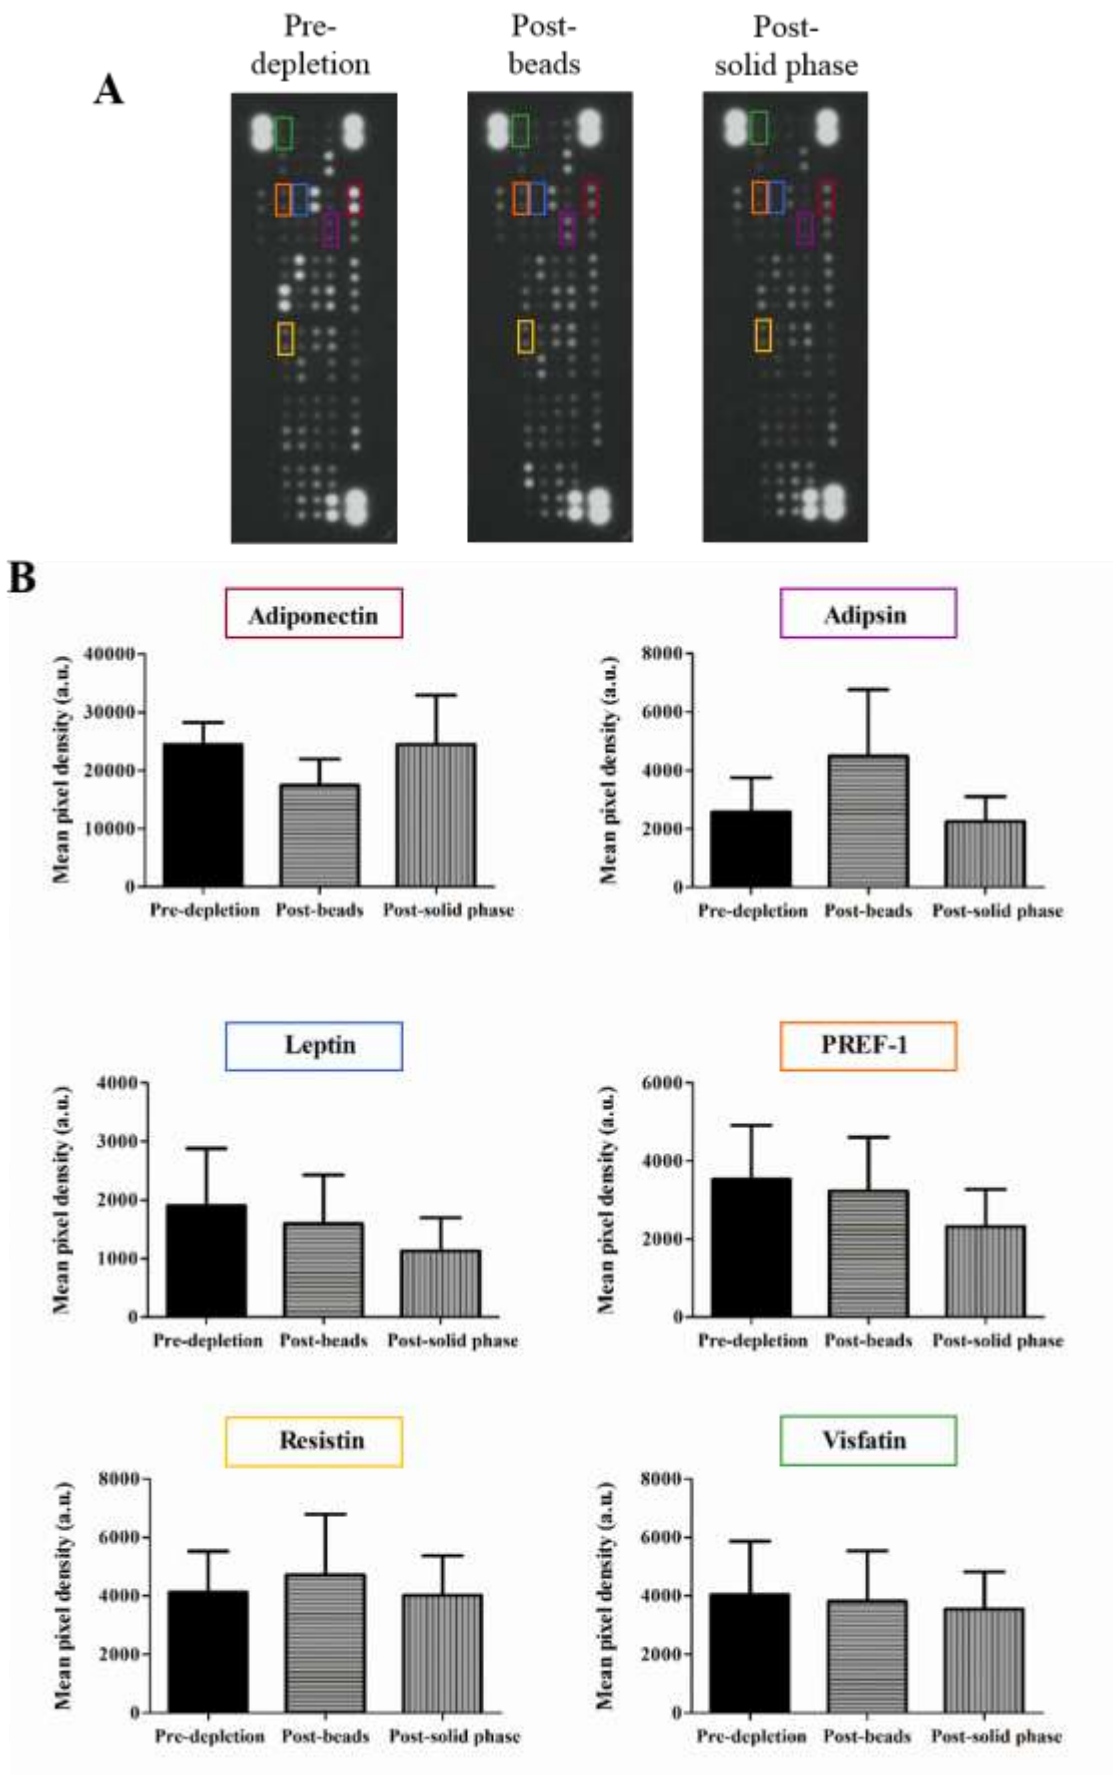 Pre-
depletion
Post-
beads
Post-
solid phase
A
B
Adiponectin
Mean pixel density (a.u.)
40000
30000
20000
10000
0
Pre-depletion Post-beads Post-solid phase
Adipsin
Mean pixel density (a.u.)
8000
6000
4000
2000
0
Pre-depletion Post-beads Post-solid phase
Leptin
Mean pixel density (a.u.)
4000
3000
2000
1000
0
Pre-depletion Post-beads Post-solid phase
PREF-1
Mean pixel density (a.u.)
6000
4000
2000
0
Pre-depletion Post-beads Post-solid phase
Resistin
Mean pixel density (a.u.)
8000
6000
4000
2000
0
Pre-depletion Post-beads Post-solid phase
Visfatin
Mean pixel density (a.u.)
8000
6000
4000
2000
0
Pre-depletion Post-beads Post-solid phase